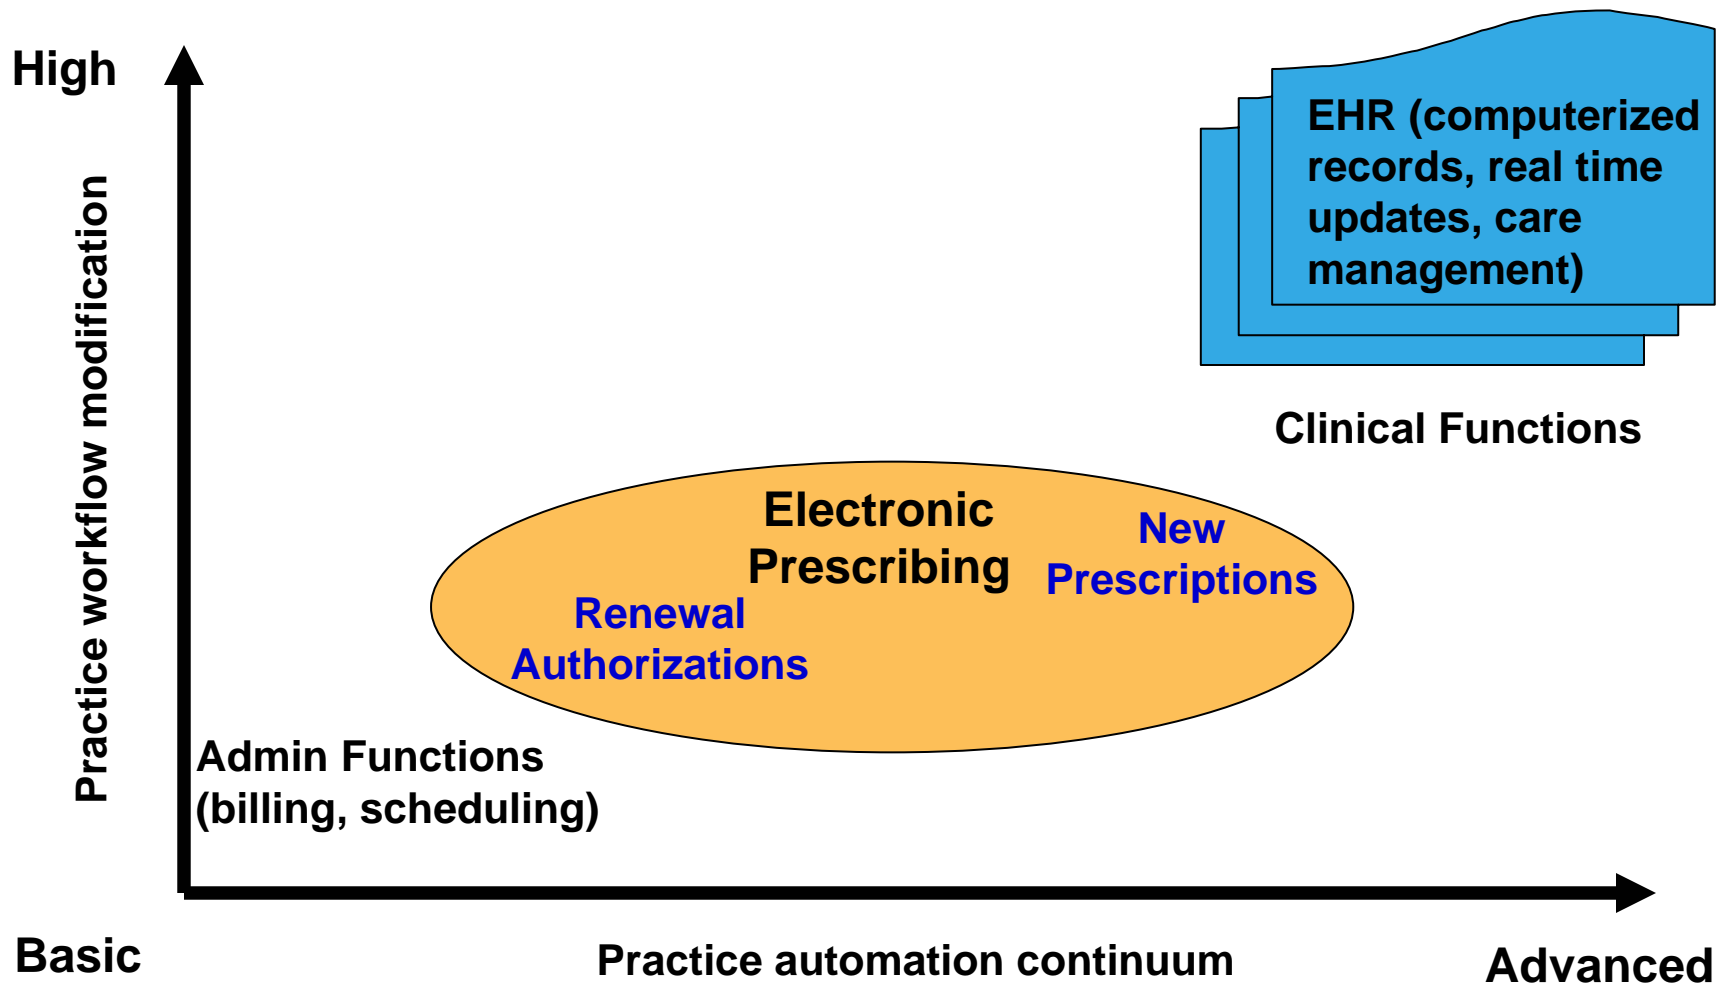 High
Practice workflow modification
EHR (computerized
records, real time
updates, care
management)
Clinical Functions
Electronic
Prescribing
New
Prescriptions
Renewal
Authorizations
Admin Functions
(billing, scheduling)
Basic
Practice automation continuum
Advanced